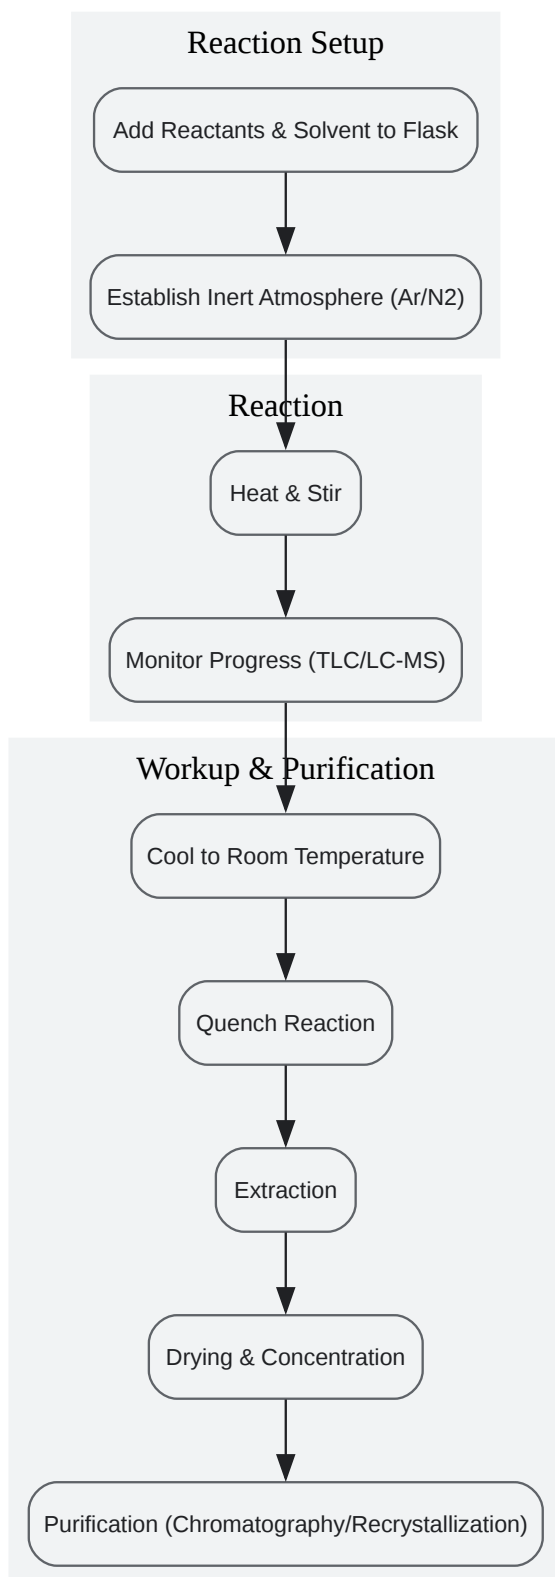 Reaction Setup
Add Reactants & Solvent to Flask
Establish Inert Atmosphere (Ar/N2)
Reaction
Heat & Stir
Monitor Progress (TLC/LC-MS)
Workup & Purification
Cool to Room Temperature
Quench Reaction
Extraction
Drying & Concentration
Purification (Chromatography/Recrystallization)